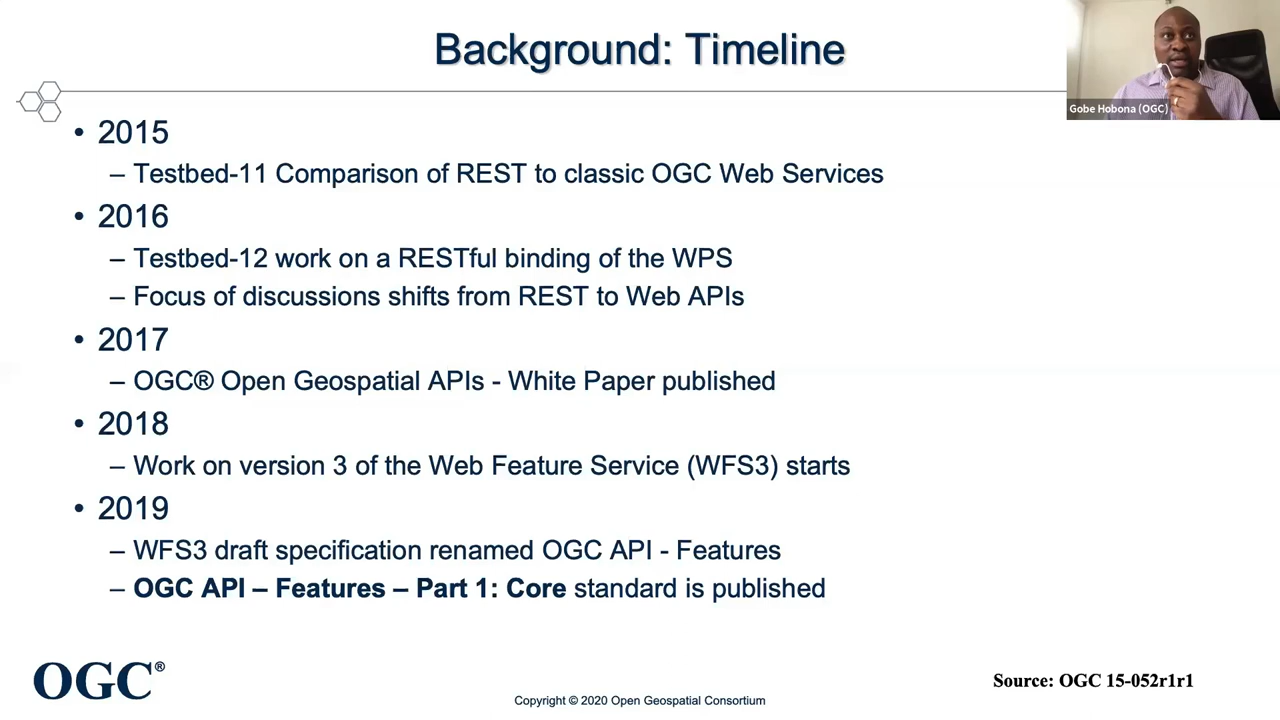 Background: Timeline
Gobe Hobona (OGC)
• 2015
– Testbed-11 Comparison of REST to classic OGC Web Services
• 2016
– Testbed-12 work on a RESTful binding of the WPS
– Focus of discussions shifts from REST to Web APIs
• 2017
– OGC® Open Geospatial APIs - White Paper published
• 2018
– Work on version 3 of the Web Feature Service (WFS3) starts
• 2019
– WFS3 draft specification renamed OGC API - Features
– OGC API – Features – Part 1: Core standard is published
OGC®
Source: OGC 15-052r1r1
Copyright © 2020 Open Geospatial Consortium